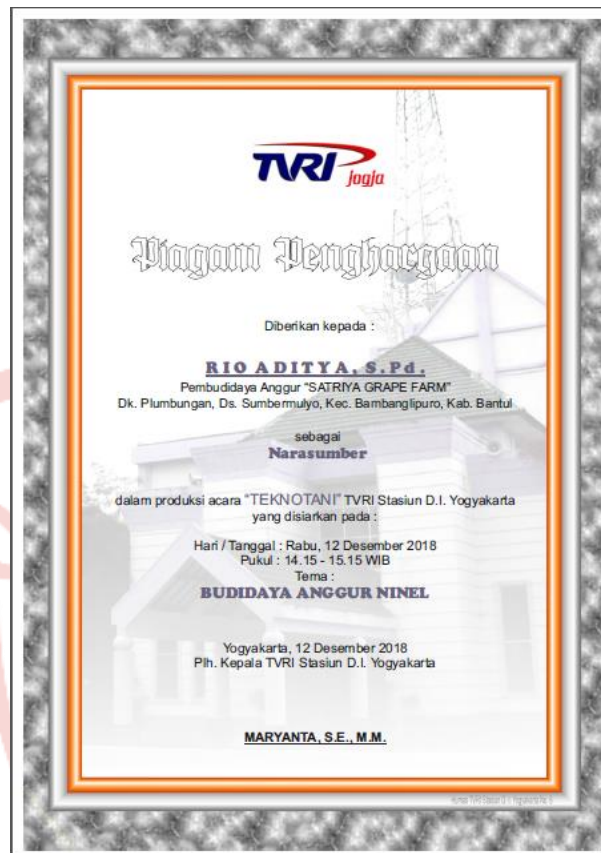 TVRI jogja
Piagam Penghargaan
Diberikan kepada :
RIO ADITYA, S.Pd.
Pembudidaya Anggur "SATRIYA GRAPE FARM"
Dk. Plumbungan, Ds. Sumbermulyo, Kec. Bambanglipuro, Kab. Bantul
sebagai
Narasumber
dalam produksi acara "TEKNOTANI" TVRI Stasiun D.I. Yogyakarta
yang disiarkan pada :
Hari / Tanggal : Rabu, 12 Desember 2018
Pukul : 14.15 - 15.15 WIB
Tema :
BUDIDAYA ANGGUR NINEL
Yogyakarta, 12 Desember 2018
Plh. Kepala TVRI Stasiun D.I. Yogyakarta
MARYANTA, S.E., M.M.